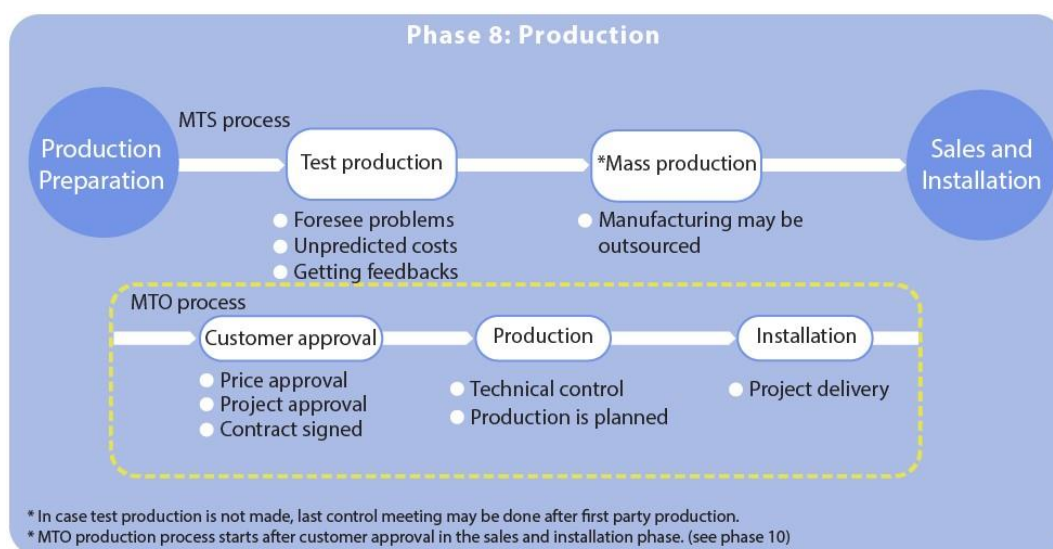 Phase 8: Production
MTS process
Production
Preparation
Test production
*Mass production
Sales and
Installation
Foresee problems
Unpredicted costs
Getting feedbacks
Manufacturing may be
outsourced
MTO process
Customer approval
Production
Installation
Price approval
Project approval
Contract signed
Technical control
Production is planned
Project delivery
* In case test production is not made, last control meeting may be done after first party production.
* MTO production process starts after customer approval in the sales and installation phase. (see phase 10)